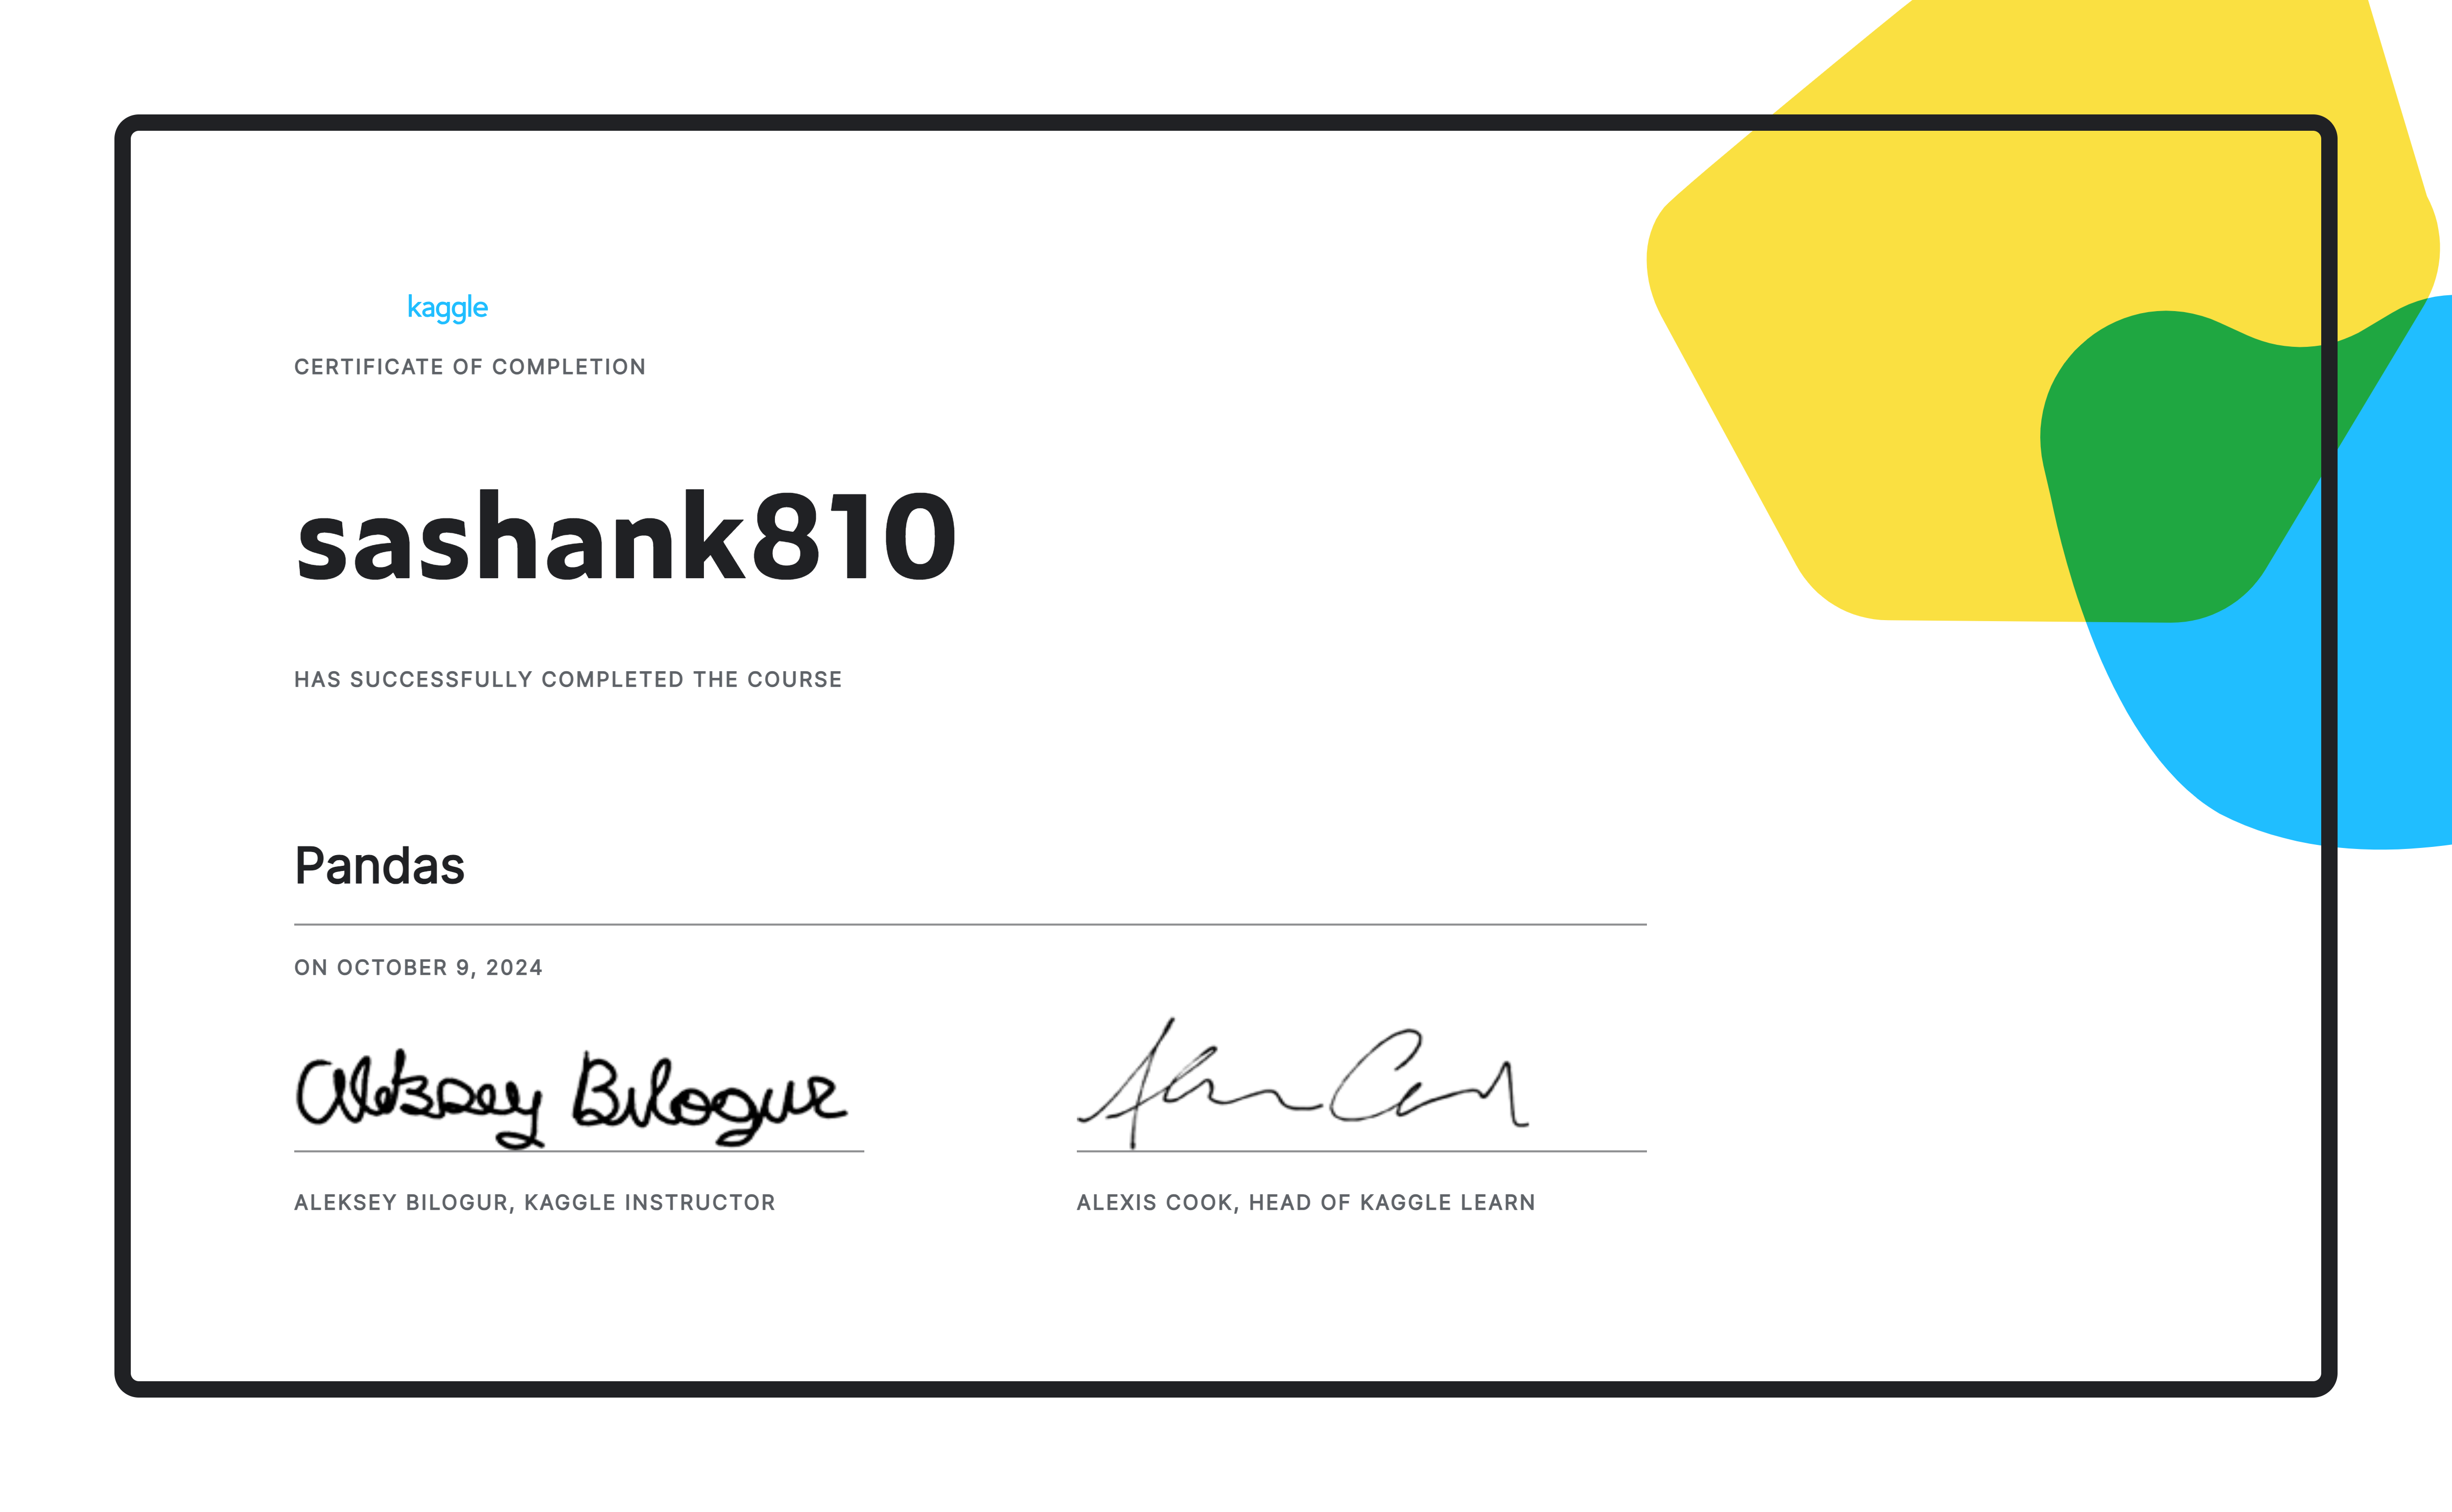 kaggle
CERTIFICATE OF COMPLETION
sashank810
HAS SUCCESSFULLY COMPLETED THE COURSE
Pandas
ON OCTOBER 9, 2024
Aleksey Bilogur
ALEKSEY BILOGUR, KAGGLE INSTRUCTOR
ALEXIS COOK, HEAD OF KAGGLE LEARN